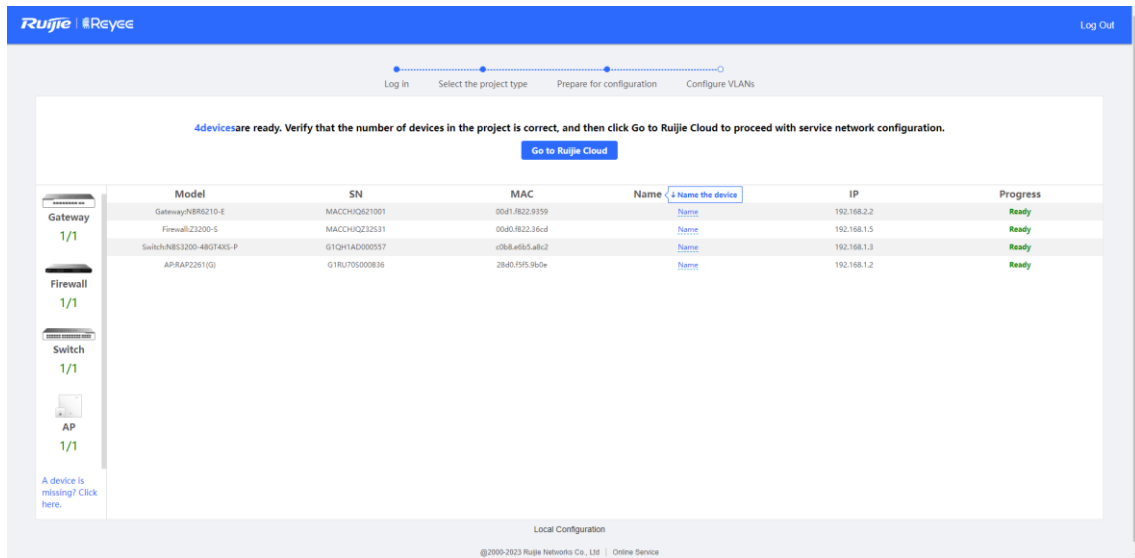 Ruijie | Reyee
Log Out
Log in Select the project type Prepare for configuration Configure VLANs
4devicesare ready. Verify that the number of devices in the project is correct, and then click Go to Ruijie Cloud to proceed with service network configuration.
Go to Ruijie Cloud
Model SN MAC Name ↓ Name the device IP Progress
Gateway:NBR6210-E MACCHJQ621001 00d1.f822.9359 Name 192.168.2.2 Ready
Firewall:Z3200-S MACCHJQZ32S31 00d0.f822.36cd Name 192.168.1.5 Ready
Switch:NBS3200-48GT4XS-P G1QH1AD000557 c0b8.e6b5.a8c2 Name 192.168.1.3 Ready
AP:RAP2261(G) G1RU70S000836 28d0.f5f5.9b0e Name 192.168.1.2 Ready
Gateway
1/1
Firewall
1/1
Switch
1/1
AP
1/1
A device is
missing? Click
here.
Local Configuration
@2000-2023 Ruijie Networks Co., Ltd | Online Service